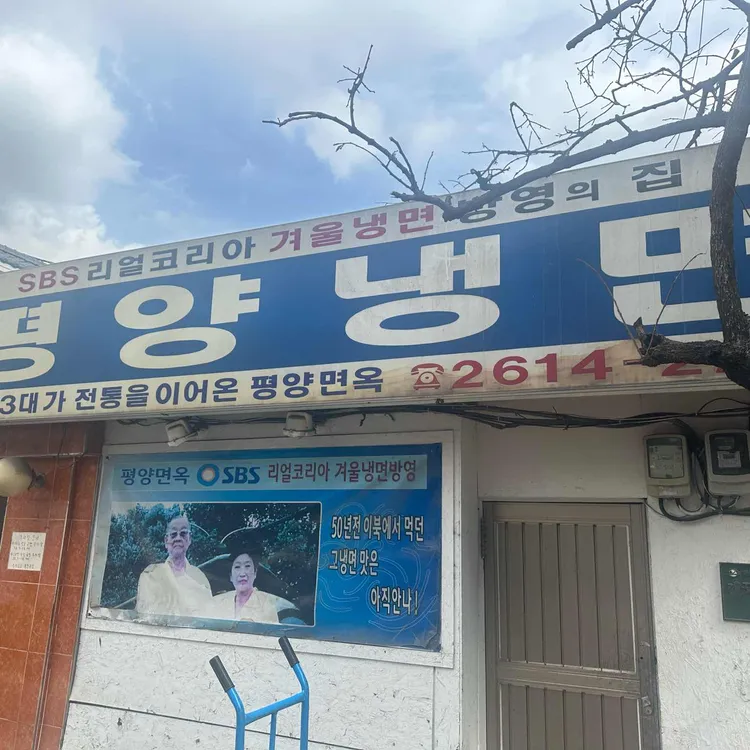 SBS 리얼코리아 겨울냉면 방영의 집
평양냉면
3대가 전통을 이어온 평양면옥 ☎2614-2
평양면옥 SBS 리얼코리아 겨울냉면방영
50년전 이북에서 먹던
그냉면 맛은
아직안나!